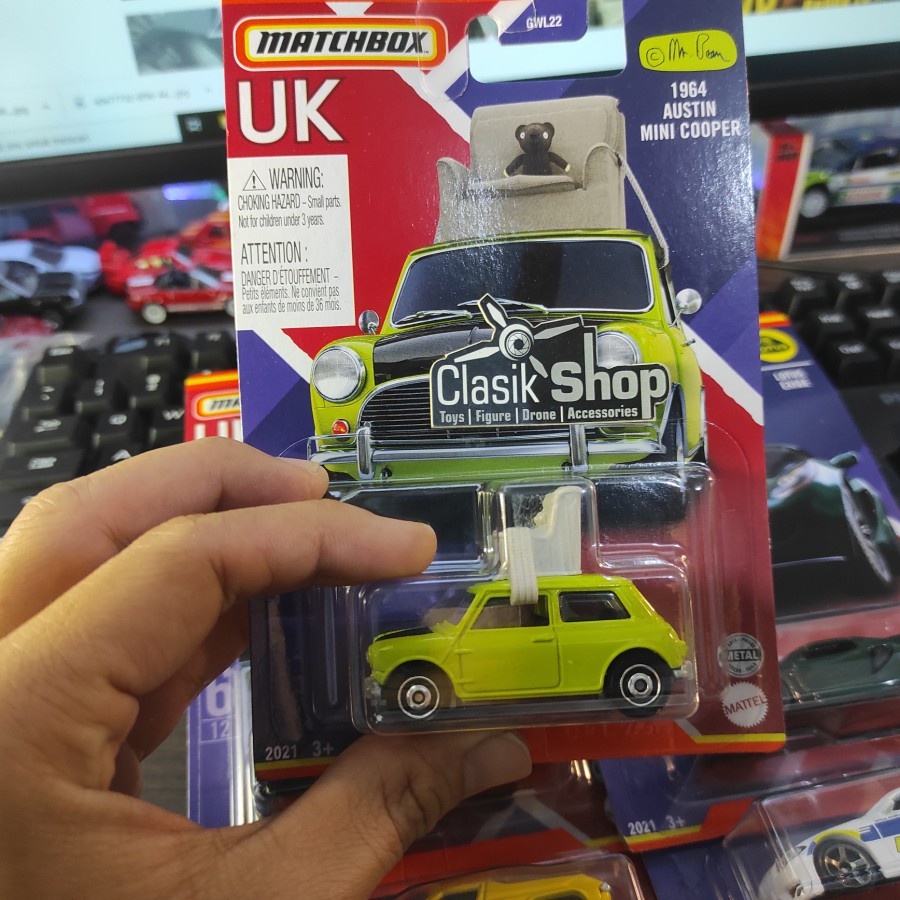 GWL22
MATCHBOX
© Mr. Bean
UK
1964
AUSTIN
MINI COOPER
WARNING:
CHOKING HAZARD – Small parts.
Not for children under 3 years.
ATTENTION :
DANGER D'ÉTOUFFEMENT –
Petits éléments. Ne convient pas
aux enfants de moins de 36 mois.
Clasik Shop
Toys | Figure | Drone | Accessories
METAL
MATTEL
2021 3+
2021 3+